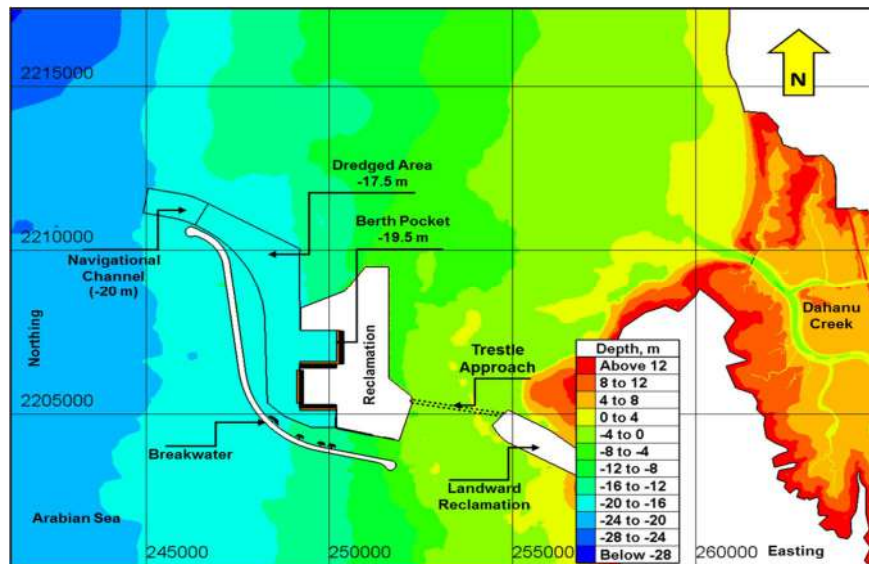 2215000
N
Dredged Area
-17.5 m
Berth Pocket
-19.5 m
2210000
Navigational
Channel
(-20 m)
Dahanu
Creek
Northing
Reclamation
Trestle
Approach
Depth, m
Above 12
8 to 12
4 to 8
0 to 4
-4 to 0
-8 to -4
-12 to -8
-16 to -12
-20 to -16
-24 to -20
-28 to -24
Below -28
2205000
Breakwater
Landward
Reclamation
Arabian Sea
245000
250000
255000
260000
Easting